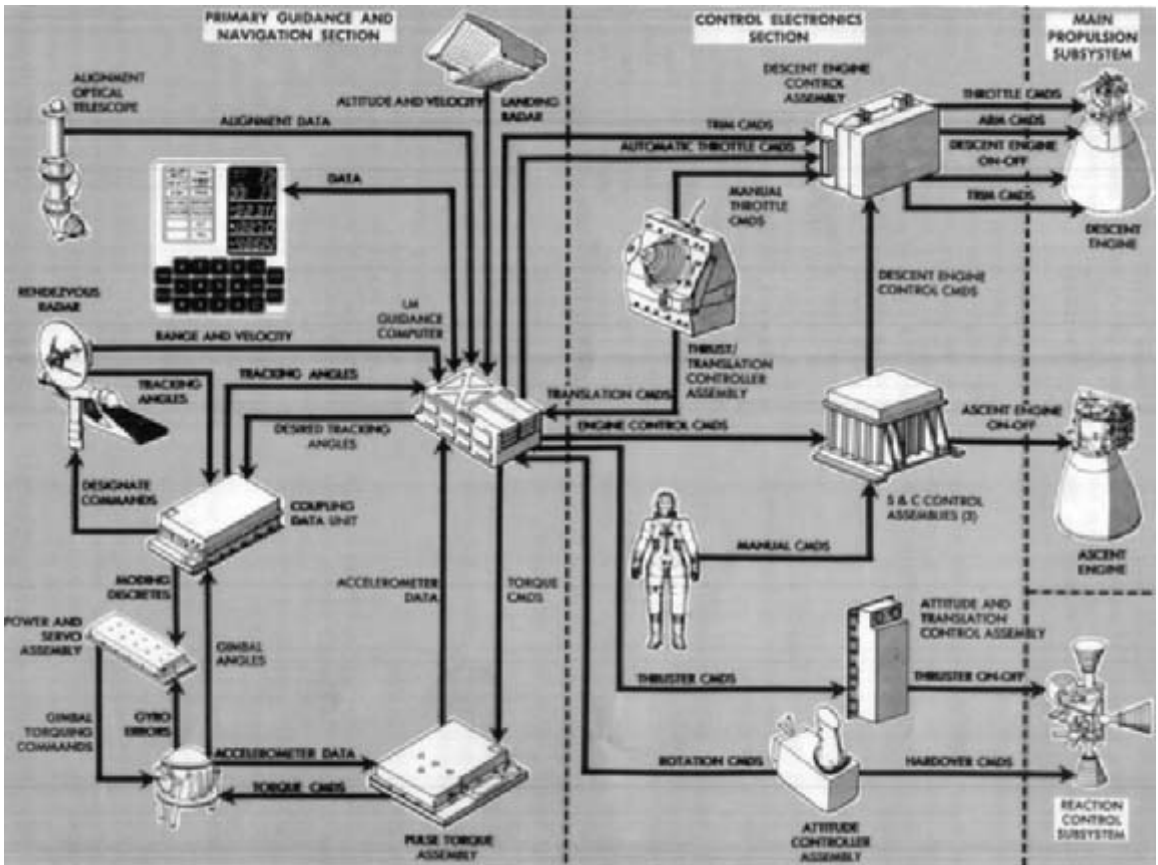 PRIMARY GUIDANCE AND
NAVIGATION SECTION
CONTROL ELECTRONICS
SECTION
MAIN
PROPULSION
SUBSYSTEM
ALIGNMENT
OPTICAL
TELESCOPE
ALIGNMENT DATA
ALTITUDE AND VELOCITY
LANDING
RADAR
DESCENT ENGINE
CONTROL
ASSEMBLY
THROTTLE CMDS
ARM CMDS
DESCENT ENGINE
ON-OFF
TRIM CMDS
DESCENT
ENGINE
TRIM CMDS
AUTOMATIC THROTTLE CMDS
MANUAL
THROTTLE
CMDS
DATA
DESCENT ENGINE
CONTROL CMDS
RENDEZVOUS
RADAR
LM
GUIDANCE
COMPUTER
RANGE AND VELOCITY
TRACKING
ANGLES
TRACKING ANGLES
THRUST/
TRANSLATION
CONTROLLER
ASSEMBLY
TRANSLATION CMDS
ENGINE CONTROL CMDS
ASCENT ENGINE
ON-OFF
DESIRED TRACKING
ANGLES
DESIGNATE
COMMANDS
COUPLING
DATA UNIT
S & C CONTROL
ASSEMBLIES (3)
MANUAL CMDS
ASCENT
ENGINE
MODING
DISCRETES
ACCELEROMETER
DATA
TORQUE
CMDS
POWER AND
SERVO
ASSEMBLY
GIMBAL
ANGLES
ATTITUDE AND
TRANSLATION
CONTROL ASSEMBLY
THRUSTER CMDS
THRUSTER ON-OFF
GIMBAL
TORQUING
COMMANDS
GYRO
ERRORS
ACCELEROMETER DATA
TORQUE CMDS
ROTATION CMDS
HARDOVER CMDS
PULSE TORQUE
ASSEMBLY
ATTITUDE
CONTROLLER
ASSEMBLY
REACTION
CONTROL
SUBSYSTEM